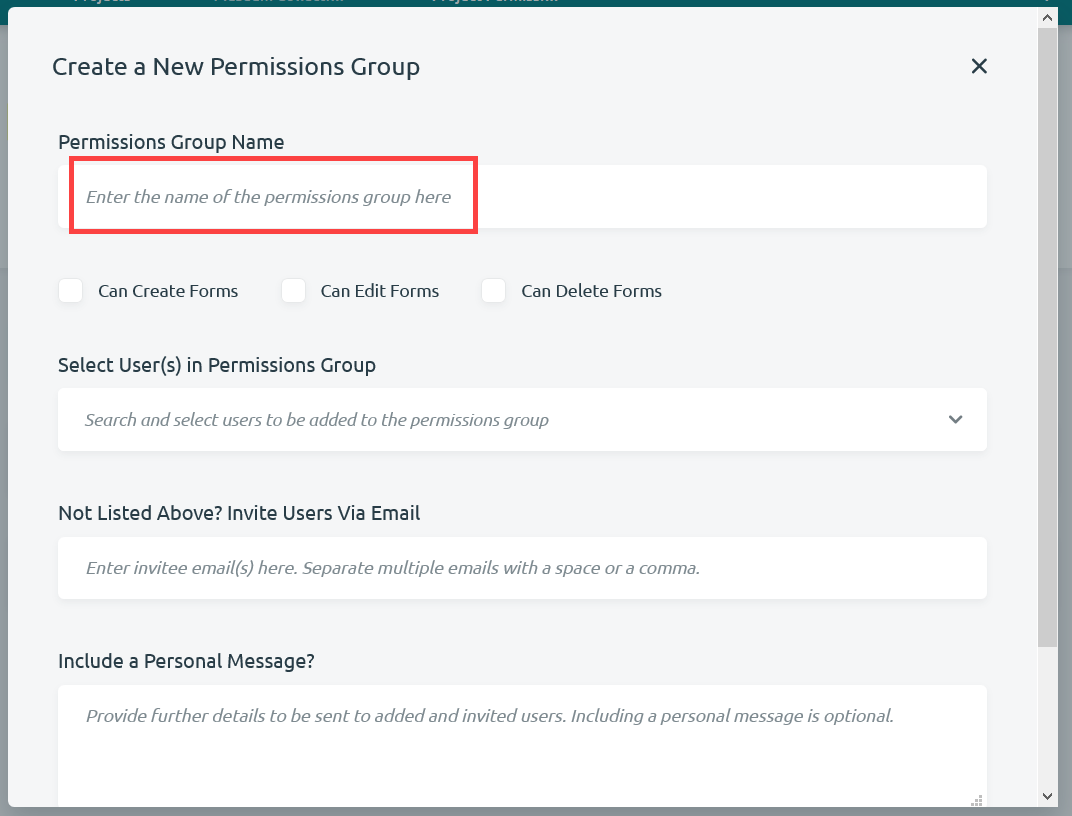 Create a New Permissions Group
Permissions Group Name
Enter the name of the permissions group here
Can Create Forms Can Edit Forms Can Delete Forms
Select User(s) in Permissions Group
Search and select users to be added to the permissions group
Not Listed Above? Invite Users Via Email
Enter invitee email(s) here. Separate multiple emails with a space or a comma.
Include a Personal Message?
Provide further details to be sent to added and invited users. Including a personal message is optional.